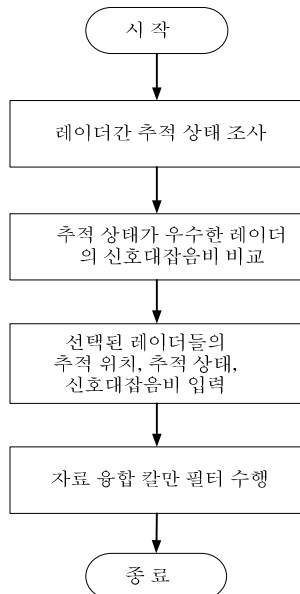 시 작
레이더간 추적 상태 조사
추적 상태가 우수한 레이더
의 신호대잡음비 비교
선택된 레이더들의
추적 위치, 추적 상태,
신호대잡음비 입력
자료 융합 칼만 필터 수행
종 료